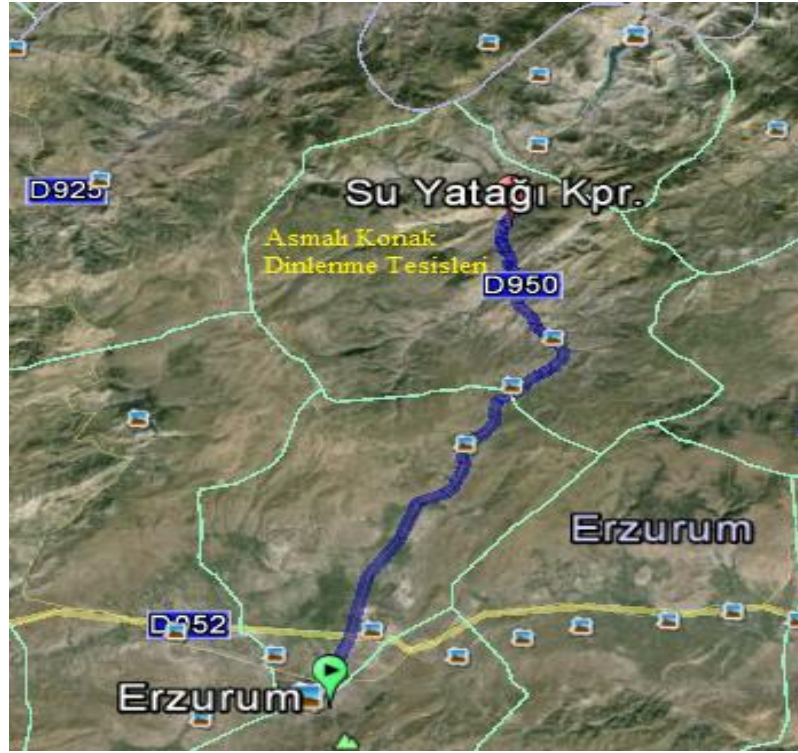 D925
Su Yatağı Kpr.
Asmalı Konak
Dinlenme Tesisleri
D950
Erzurum
D952
Erzurum